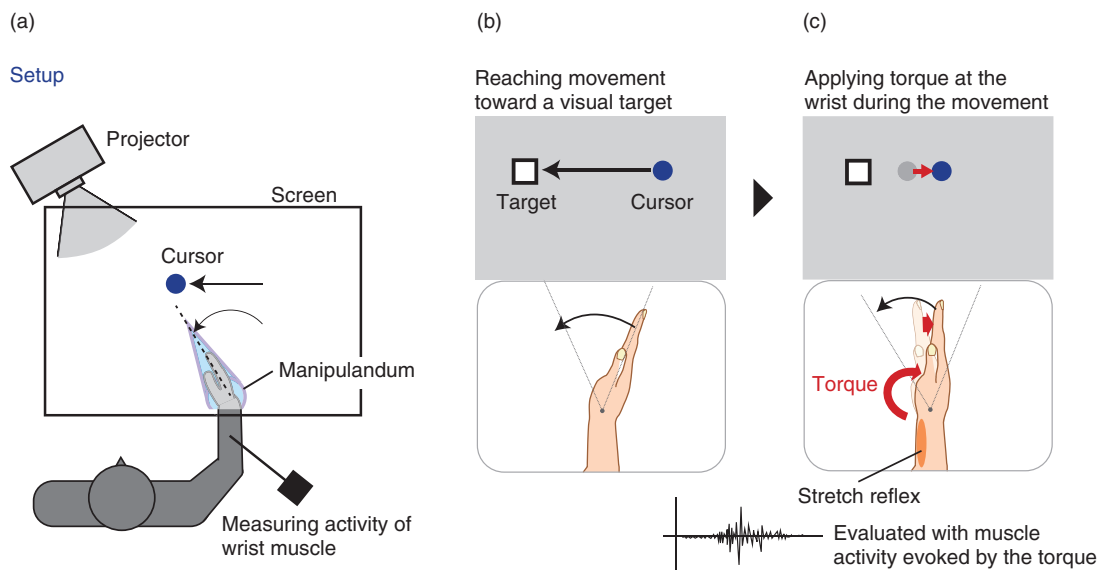 (a)
Setup
Projector
Screen
Cursor
Manipulandum
Measuring activity of
wrist muscle
(b)
Reaching movement
toward a visual target
Target
Cursor
(c)
Applying torque at the
wrist during the movement
Torque
Stretch reflex
Evaluated with muscle
activity evoked by the torque